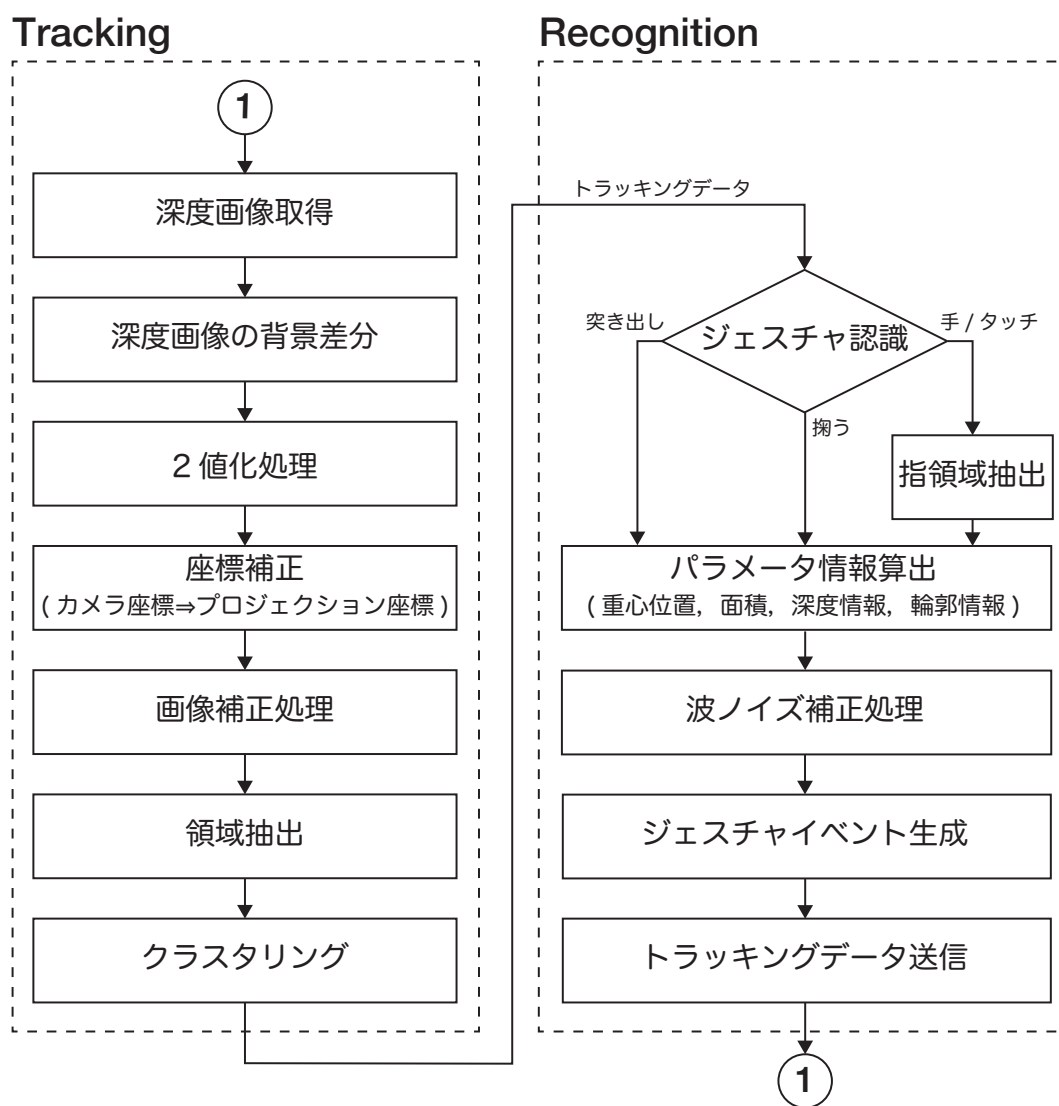 Tracking
1
深度画像取得
深度画像の背景差分
2 値化処理
座標補正
( カメラ座標⇒プロジェクション座標 )
画像補正処理
領域抽出
クラスタリング
Recognition
トラッキングデータ
ジェスチャ認識
突き出し
手 / タッチ
掬う
指領域抽出
パラメータ情報算出
( 重心位置，面積，深度情報，輪郭情報 )
波ノイズ補正処理
ジェスチャイベント生成
トラッキングデータ送信
1